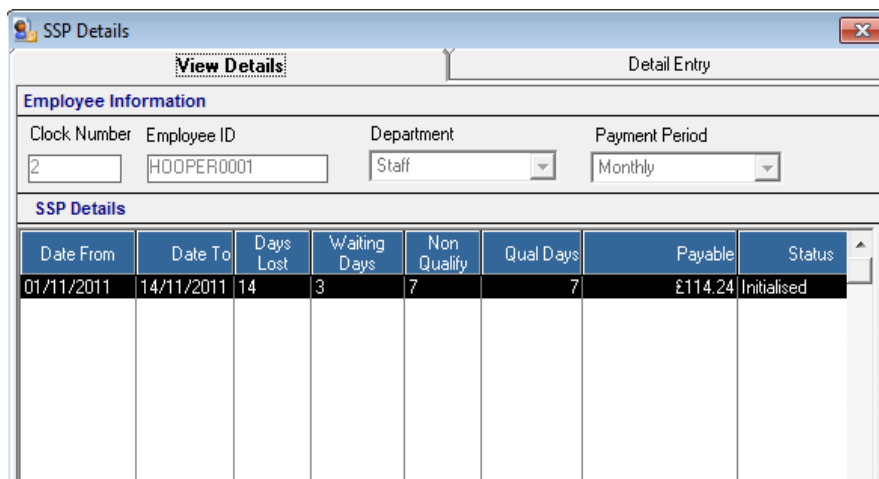 SSP Details
View Details Detail Entry
Employee Information
Clock Number Employee ID Department Payment Period
2 HOOPER0001 Staff Monthly
SSP Details
Date From Date To Days Lost Waiting Days Non Qualify Qual Days Payable Status
01/11/2011 14/11/2011 14 3 7 7 £114.24 Initialised